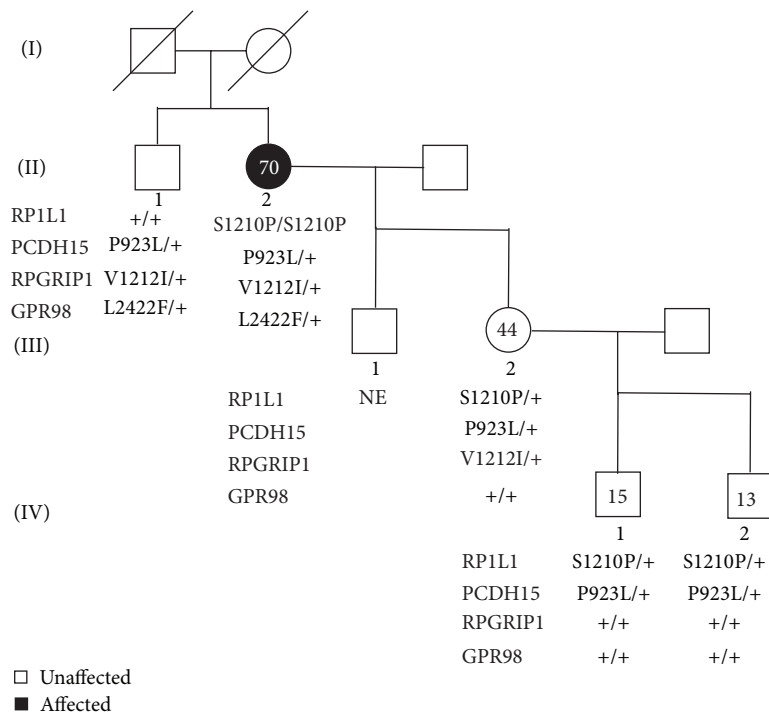 (I)
(II) 70
1 2
RP1L1 +/+ S1210P/S1210P
PCDH15 P923L/+ P923L/+
RPGRIP1 V1212I/+ V1212I/+
GPR98 L2422F/+ L2422F/+
(III) 44
1 2
RP1L1 NE S1210P/+
PCDH15 P923L/+
RPGRIP1 V1212I/+
GPR98 +/+
(IV) 15 13
1 2
RP1L1 S1210P/+ S1210P/+
PCDH15 P923L/+ P923L/+
RPGRIP1 +/+ +/+
GPR98 +/+ +/+
Unaffected
Affected